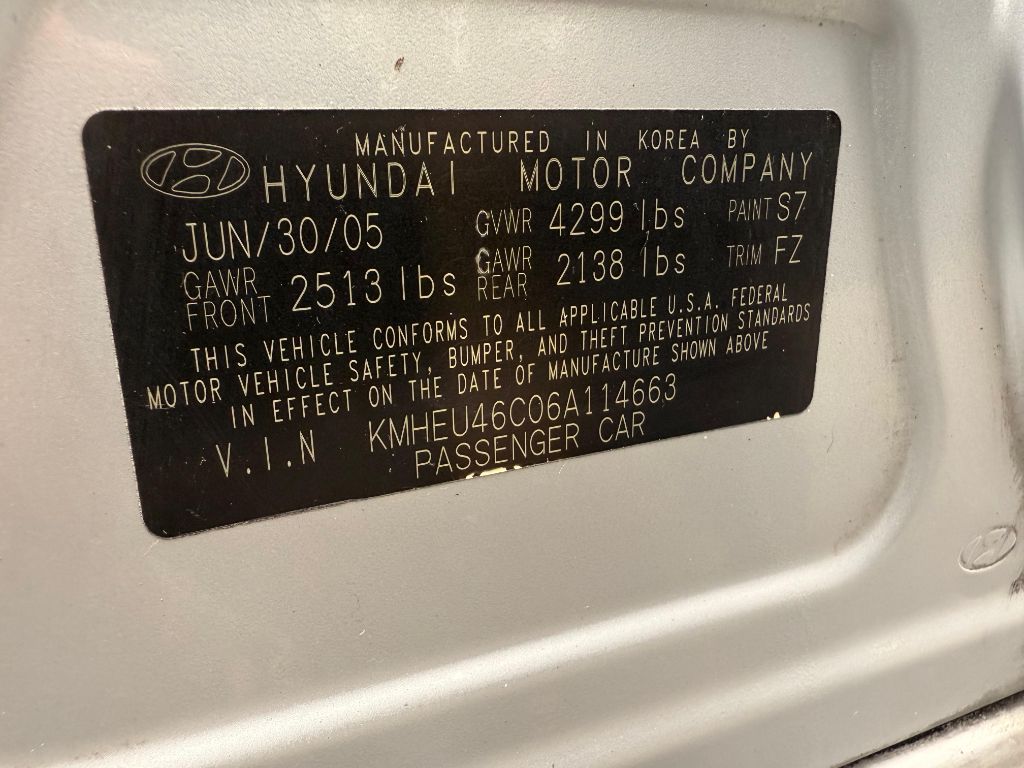 MANUFACTURED IN KOREA BY
HYUNDAI MOTOR COMPANY
JUN/30/05 GVWR 4299 lbs PAINT S7
GAWR FRONT 2513 lbs GAWR REAR 2138 lbs TRIM FZ
THIS VEHICLE CONFORMS TO ALL APPLICABLE U.S.A. FEDERAL
MOTOR VEHICLE SAFETY, BUMPER, AND THEFT PREVENTION STANDARDS
IN EFFECT ON THE DATE OF MANUFACTURE SHOWN ABOVE
V.I.N KMHEU46C06A114663
PASSENGER CAR